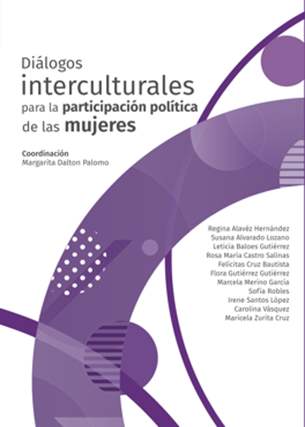 Diálogos
interculturales
para la participación política
de las mujeres
Coordinación
Margarita Dalton Palomo
Regina Alavéz Hernández
Susana Alvarado Lozano
Leticia Baloes Gutiérrez
Rosa María Castro Salinas
Felícitas Cruz Bautista
Flora Gutiérrez Gutiérrez
Marcela Merino García
Sofía Robles
Irene Santos López
Carolina Vásquez
Maricela Zurita Cruz